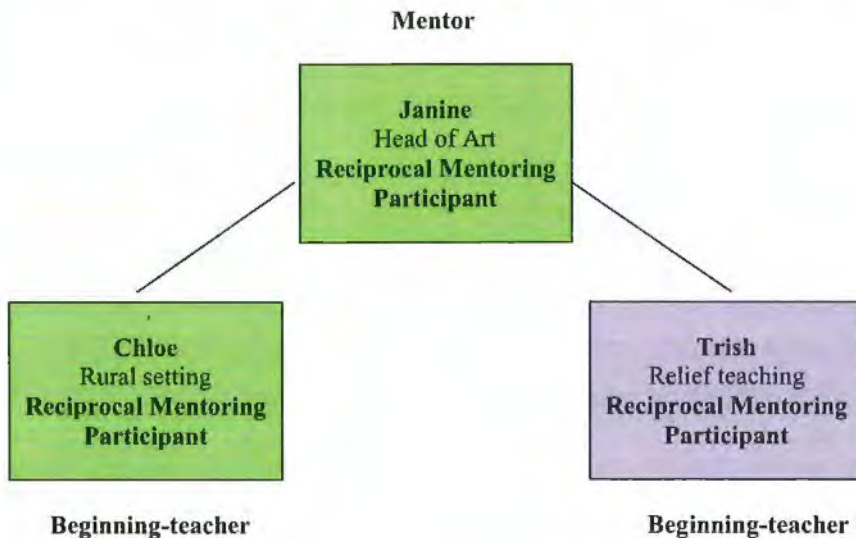 Mentor
Janine
Head of Art
Reciprocal Mentoring
Participant
Chloe
Rural setting
Reciprocal Mentoring
Participant
Trish
Relief teaching
Reciprocal Mentoring
Participant
Beginning-teacher
Beginning-teacher